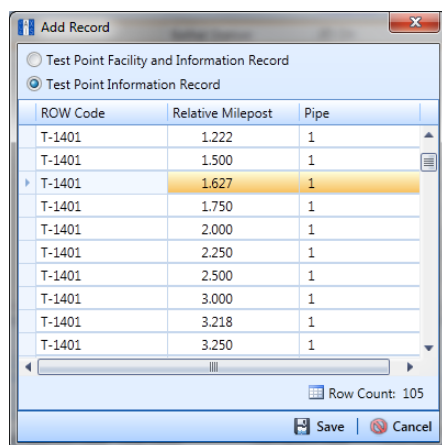 Add Record
Test Point Facility and Information Record
Test Point Information Record
ROW Code Relative Milepost Pipe
T-1401 1.222 1
T-1401 1.500 1
T-1401 1.627 1
T-1401 1.750 1
T-1401 2.000 1
T-1401 2.250 1
T-1401 2.500 1
T-1401 3.000 1
T-1401 3.218 1
T-1401 3.250 1
Row Count: 105
Save | Cancel